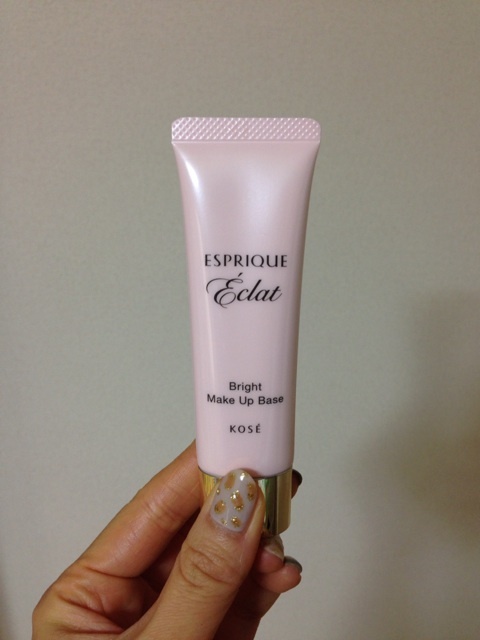 ESPRIQUE
Éclat
Bright
Make Up Base
KOSÉ